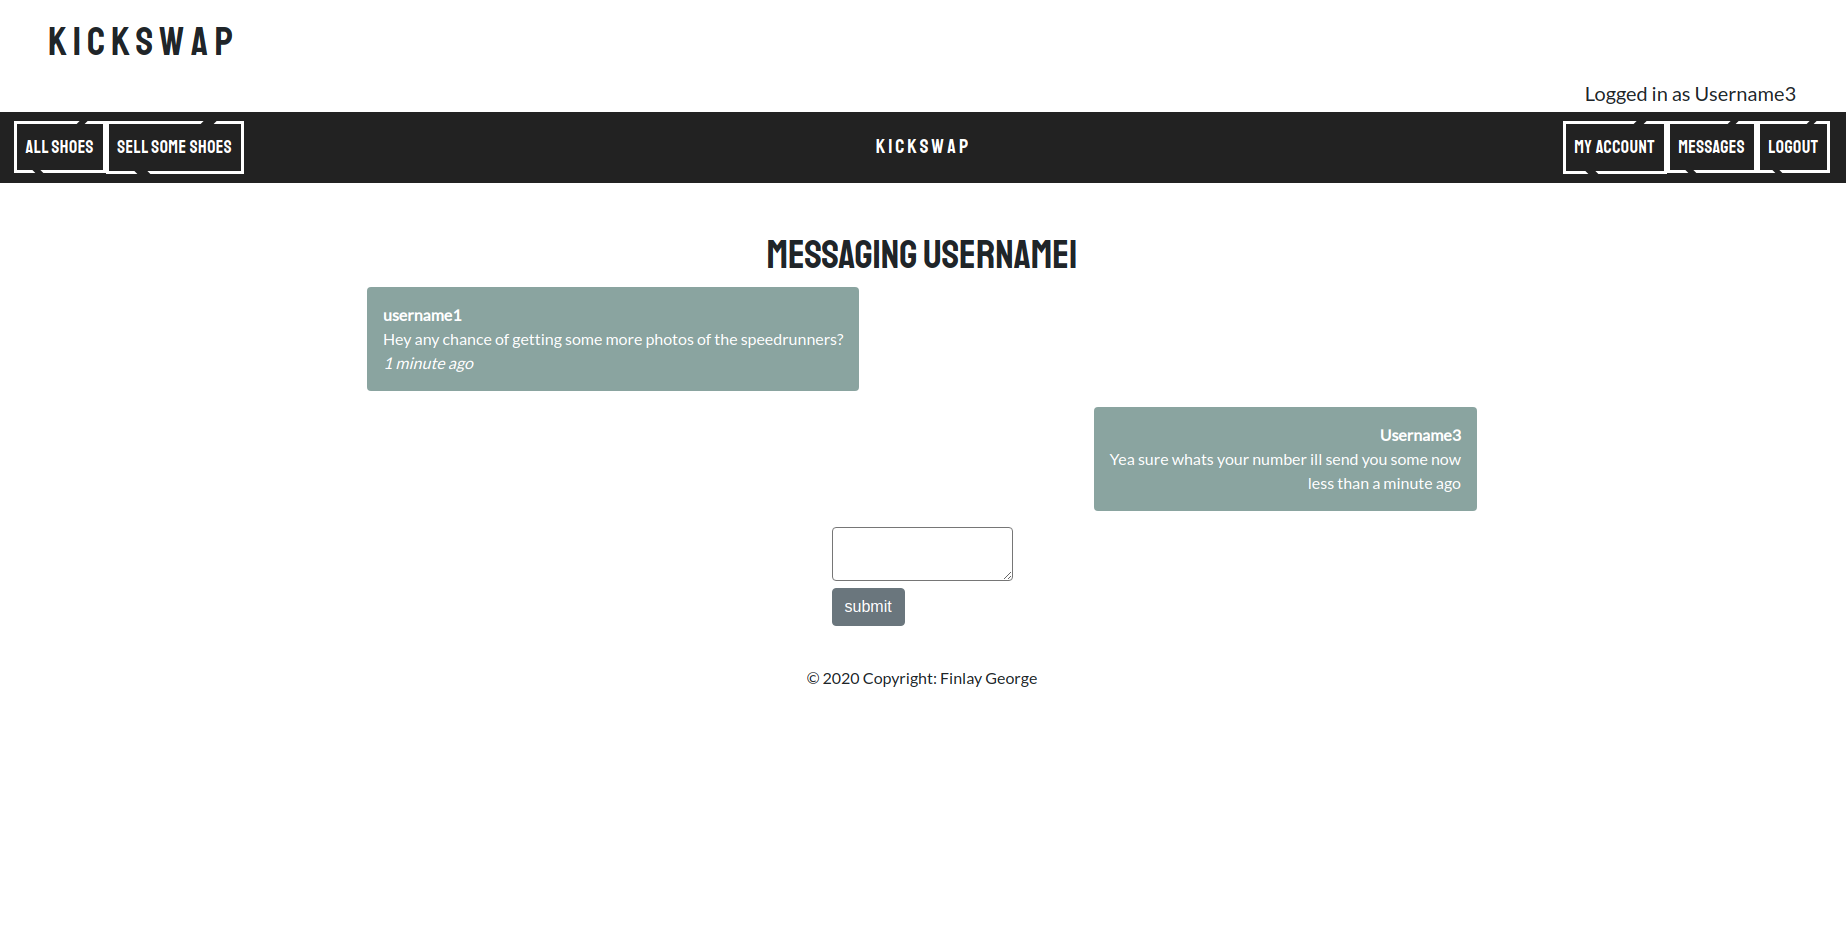 KICKSWAP
Logged in as Username3
ALL SHOES SELL SOME SHOES KICKSWAP MY ACCOUNT MESSAGES LOGOUT
MESSAGING USERNAME1
username1
Hey any chance of getting some more photos of the speedrunners?
1 minute ago
Username3
Yea sure whats your number ill send you some now
less than a minute ago
submit
© 2020 Copyright: Finlay George